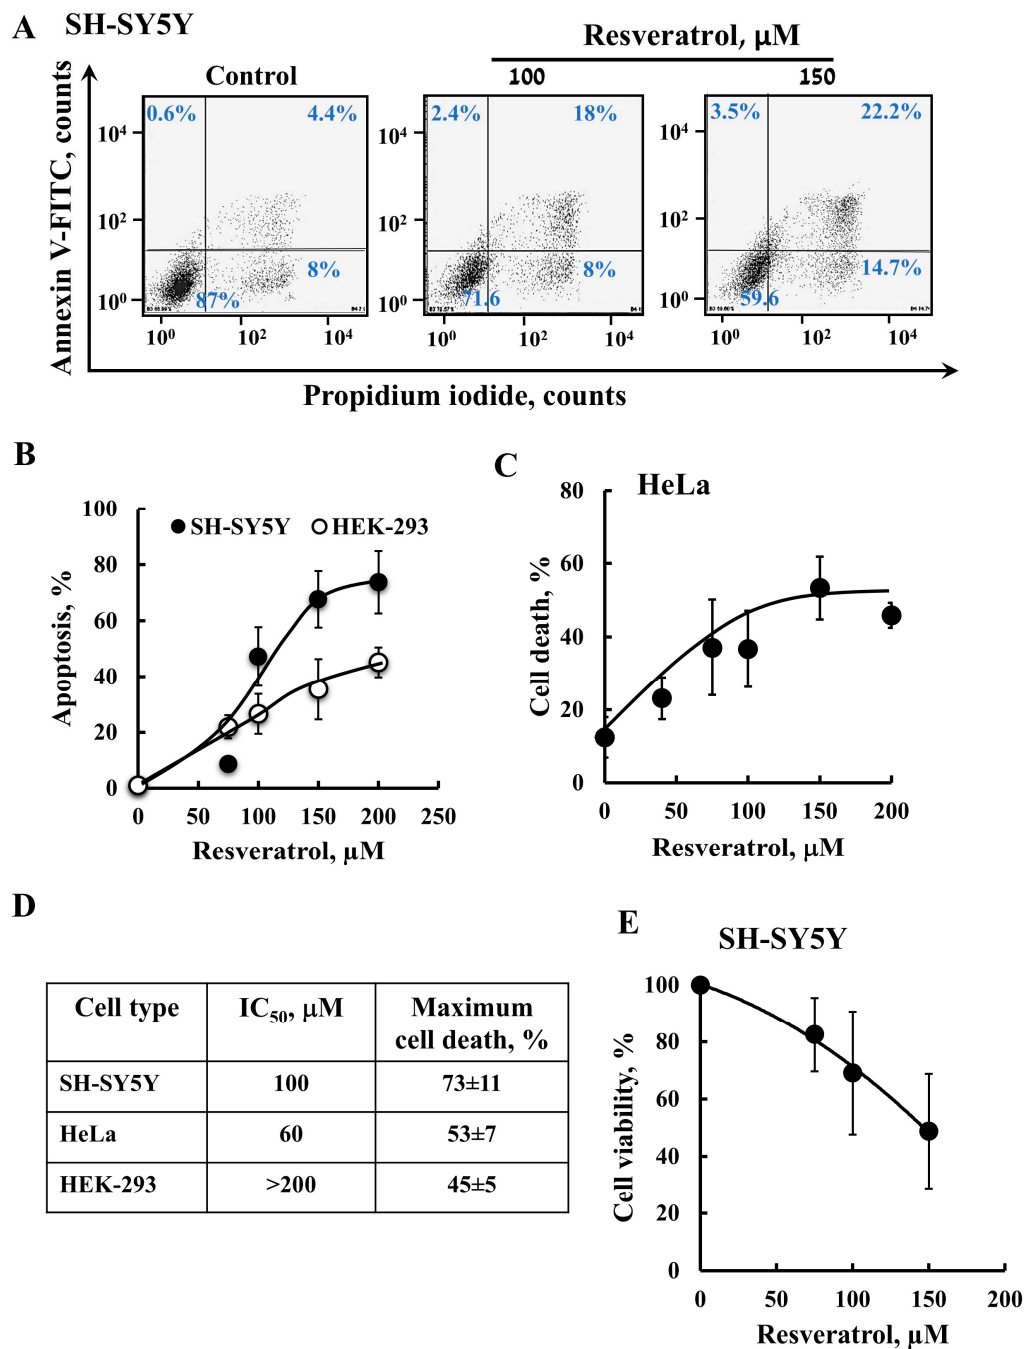 A
SH-SY5Y
Resveratrol, μM
Control
100
150
Annexin V-FITC, counts
0.6%
4.4%
8%
87%
2.4%
18%
8%
71.6
3.5%
22.2%
14.7%
59.6
10⁴
10²
10⁰
10⁴
10²
10⁰
10⁴
10²
10⁰
10⁰ 10² 10⁴
10⁰ 10² 10⁴
10⁰ 10² 10⁴
Propidium iodide, counts
B
SH-SY5Y HEK-293
Apoptosis, %
100
80
60
40
20
0
0 50 100 150 200 250
Resveratrol, μM
C
HeLa
Cell death, %
80
60
40
20
0
0 50 100 150 200
Resveratrol, μM
D
Cell type IC₅₀, μM Maximum
cell death, %
SH-SY5Y 100 73±11
HeLa 60 53±7
HEK-293 >200 45±5
E
SH-SY5Y
Cell viability, %
100
80
60
40
20
0
0 50 100 150 200
Resveratrol, μM